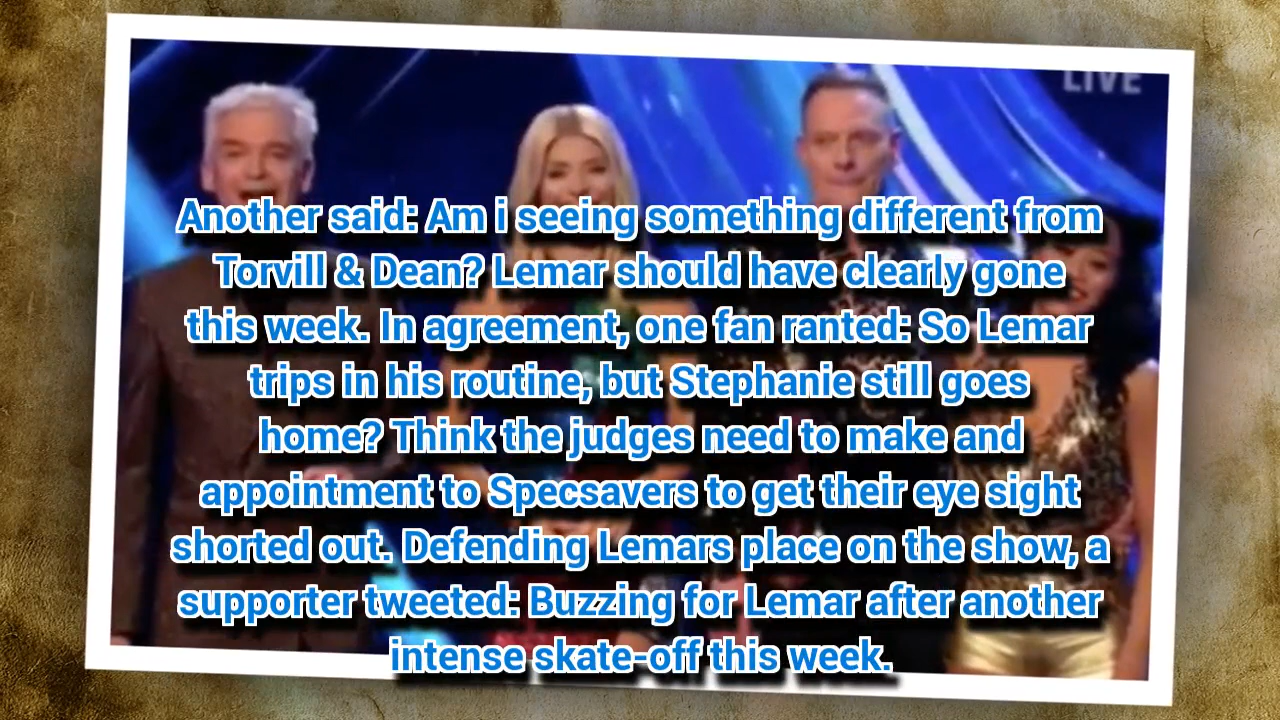 LIVE
Another said: Am i seeing something different from
Torvill & Dean? Lemar should have clearly gone
this week. In agreement, one fan ranted: So Lemar
trips in his routine, but Stephanie still goes
home? Think the judges need to make and
appointment to Specsavers to get their eye sight
shorted out. Defending Lemars place on the show, a
supporter tweeted: Buzzing for Lemar after another
intense skate-off this week.